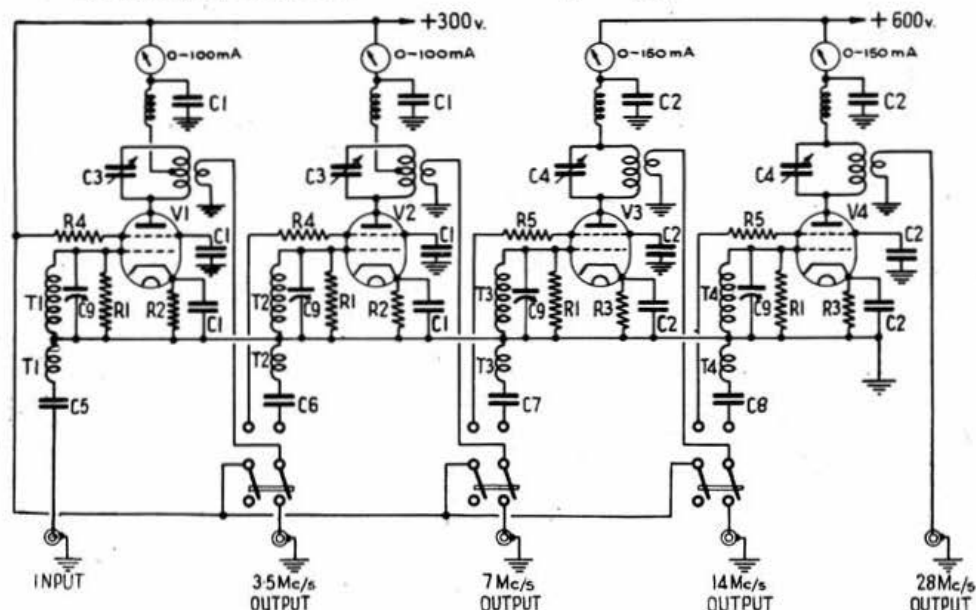 +300v.
+600v.
0-100mA
0-100mA
0-150mA
0-150mA
C1
C1
C2
C2
C3
C3
C4
C4
R4
V1
C1
R4
V2
C1
R5
V3
C2
R5
V4
C2
T1
C9
R1
R2
C1
T2
C9
R1
R2
C1
T3
C9
R1
R3
C2
T4
C9
R1
R3
C2
T1
T2
T3
T4
C5
C6
C7
C8
INPUT
3·5Mc/s
OUTPUT
7Mc/s
OUTPUT
14Mc/s
OUTPUT
28Mc/s
OUTPUT